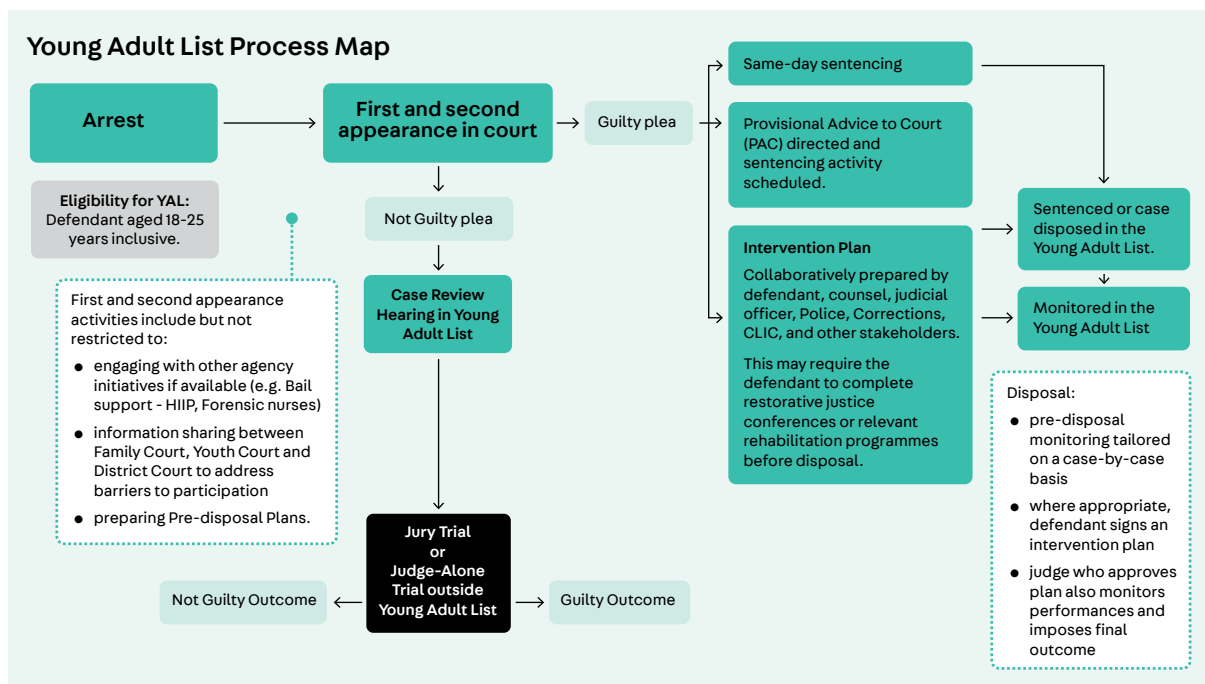 Young Adult List Process Map
Arrest
Eligibility for YAL:
Defendant aged 18-25
years inclusive.
First and second
appearance in court
Guilty plea
Not Guilty plea
Case Review
Hearing in Young
Adult List
First and second appearance
activities include but not
restricted to:
● engaging with other agency
initiatives if available (e.g. Bail
support - HIIP, Forensic nurses)
● information sharing between
Family Court, Youth Court and
District Court to address
barriers to participation
● preparing Pre-disposal Plans.
Jury Trial
or
Judge-Alone
Trial outside
Young Adult List
Not Guilty Outcome
Guilty Outcome
Same-day sentencing
Provisional Advice to Court
(PAC) directed and
sentencing activity
scheduled.
Intervention Plan
Collaboratively prepared by
defendant, counsel, judicial
officer, Police, Corrections,
CLIC, and other stakeholders.
This may require the
defendant to complete
restorative justice
conferences or relevant
rehabilitation programmes
before disposal.
Sentenced or case
disposed in the
Young Adult List.
Monitored in the
Young Adult List
Disposal:
● pre-disposal
monitoring tailored
on a case-by-case
basis
● where appropriate,
defendant signs an
intervention plan
● judge who approves
plan also monitors
performances and
imposes final
outcome